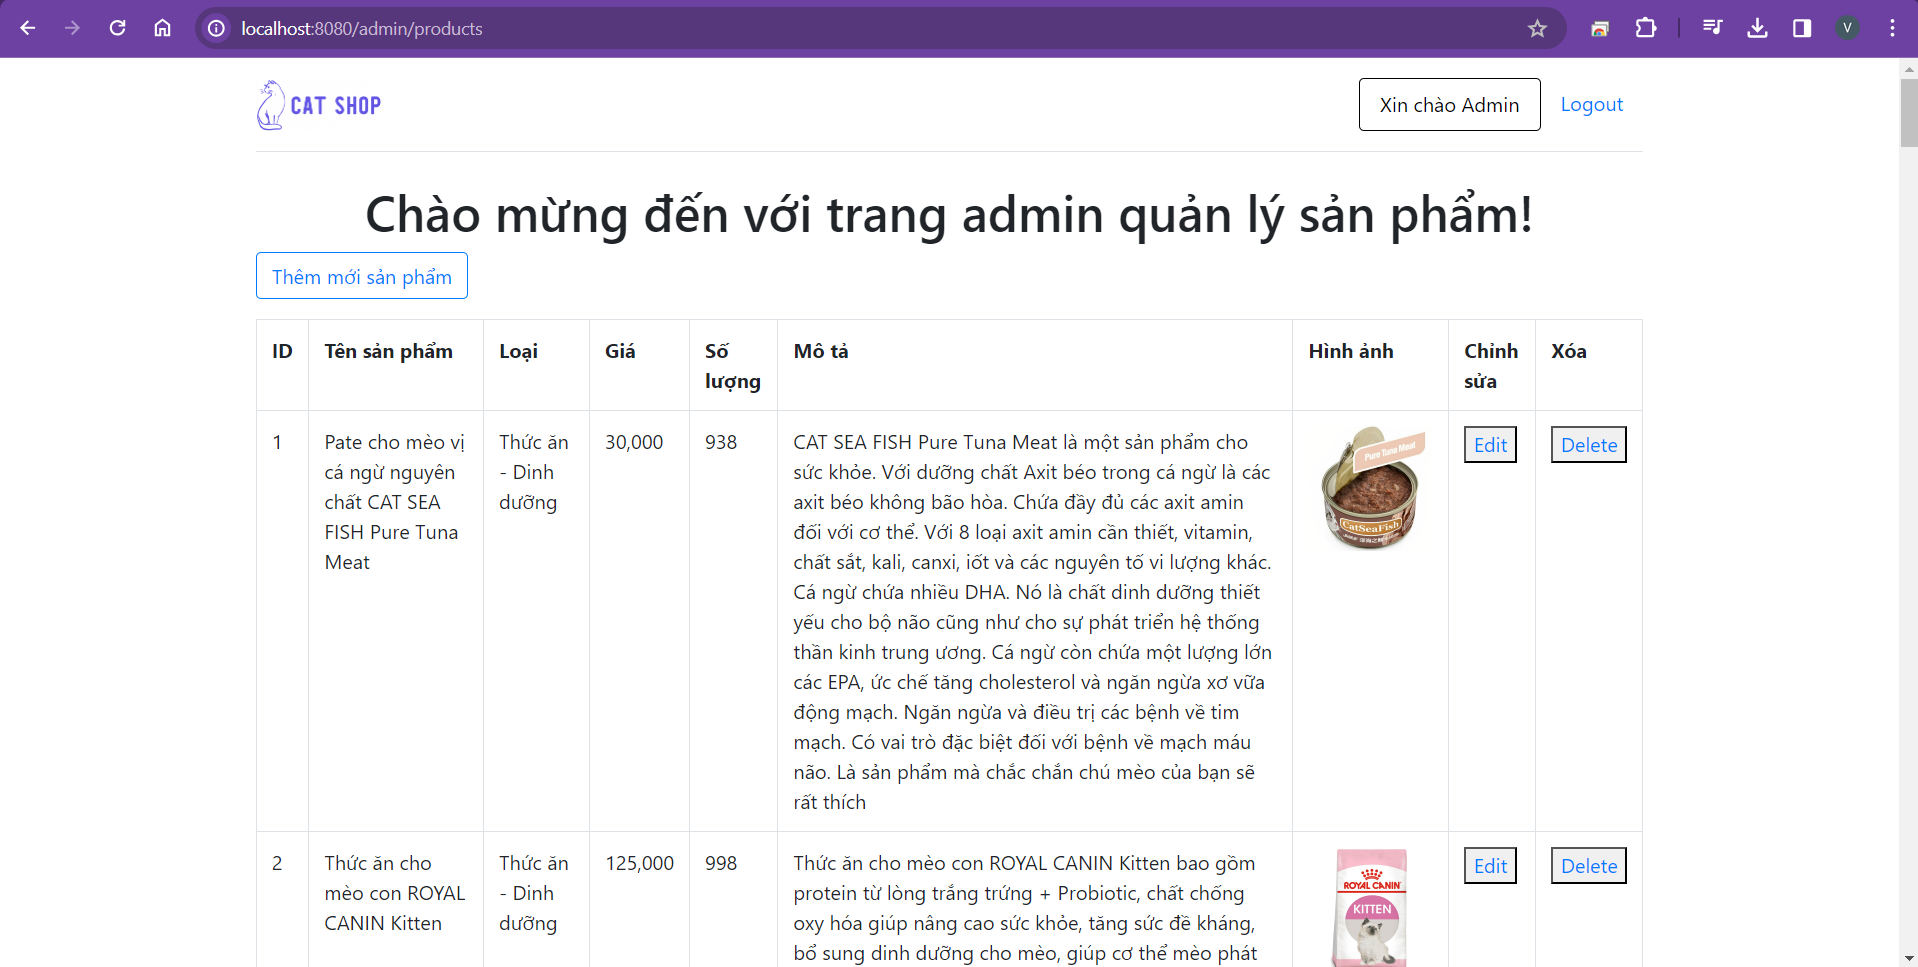 localhost:8080/admin/products
V
CAT SHOP
Xin chào Admin
Logout
Chào mừng đến với trang admin quản lý sản phẩm!
Thêm mới sản phẩm
ID
Tên sản phẩm
Loại
Giá
Số
lượng
Mô tả
Hình ảnh
Chỉnh
sửa
Xóa
1
Pate cho mèo vị
cá ngừ nguyên
chất CAT SEA
FISH Pure Tuna
Meat
Thức ăn
- Dinh
dưỡng
30,000
938
CAT SEA FISH Pure Tuna Meat là một sản phẩm cho
sức khỏe. Với dưỡng chất Axit béo trong cá ngừ là các
axit béo không bão hòa. Chứa đầy đủ các axit amin
đối với cơ thể. Với 8 loại axit amin cần thiết, vitamin,
chất sắt, kali, canxi, iốt và các nguyên tố vi lượng khác.
Cá ngừ chứa nhiều DHA. Nó là chất dinh dưỡng thiết
yếu cho bộ não cũng như cho sự phát triển hệ thống
thần kinh trung ương. Cá ngừ còn chứa một lượng lớn
các EPA, ức chế tăng cholesterol và ngăn ngừa xơ vữa
động mạch. Ngăn ngừa và điều trị các bệnh về tim
mạch. Có vai trò đặc biệt đối với bệnh về mạch máu
não. Là sản phẩm mà chắc chắn chú mèo của bạn sẽ
rất thích
Pure Tuna Meat
CatSeaFish
Edit
Delete
2
Thức ăn cho
mèo con ROYAL
CANIN Kitten
Thức ăn
- Dinh
dưỡng
125,000
998
Thức ăn cho mèo con ROYAL CANIN Kitten bao gồm
protein từ lòng trắng trứng + Probiotic, chất chống
oxy hóa giúp nâng cao sức khỏe, tăng sức đề kháng,
bổ sung dinh dưỡng cho mèo, giúp cơ thể mèo phát
ROYAL CANIN
KITTEN
Edit
Delete